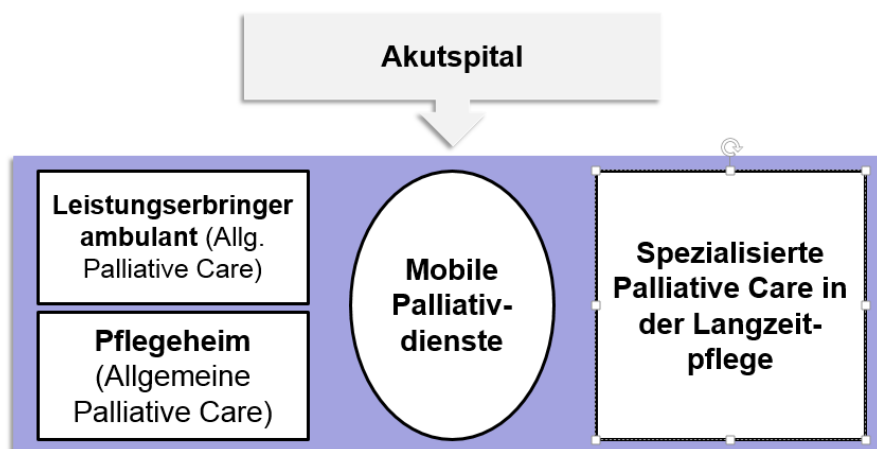 Akutspital
Leistungserbringer
ambulant (Allg.
Palliative Care)
Pflegeheim
(Allgemeine
Palliative Care)
Mobile
Palliativ-
dienste
Spezialisierte
Palliative Care in
der Langzeit-
pflege